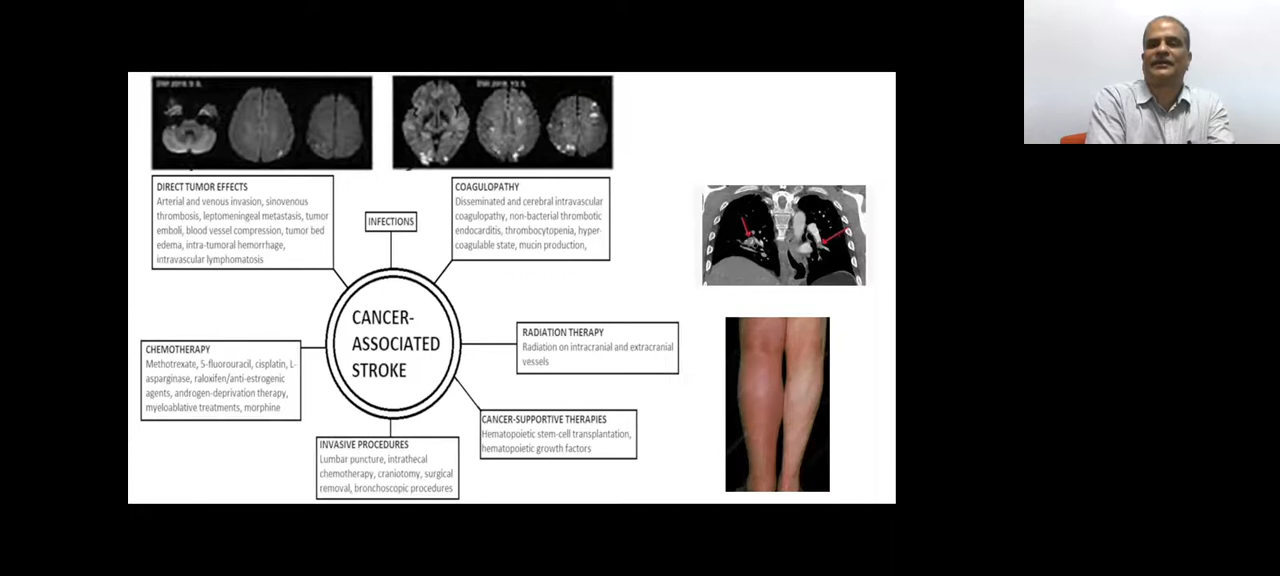 DIRECT TUMOR EFFECTS
Arterial and venous invasion, sinovenous
thrombosis, leptomeningeal metastasis, tumor
emboli, blood vessel compression, tumor bed
edema, intra-tumoral hemorrhage,
intravascular lymphomatosis
INFECTIONS
COAGULOPATHY
Disseminated and cerebral intravascular
coagulopathy, non-bacterial thrombotic
endocarditis, thrombocytopenia, hyper-
coagulable state, mucin production,
CANCER-
ASSOCIATED
STROKE
CHEMOTHERAPY
Methotrexate, 5-fluorouracil, cisplatin, L-
asparginase, raloxifen/anti-estrogenic
agents, androgen-deprivation therapy,
myeloablative treatments, morphine
RADIATION THERAPY
Radiation on intracranial and extracranial
vessels
CANCER-SUPPORTIVE THERAPIES
Hematopoietic stem-cell transplantation,
hematopoietic growth factors
INVASIVE PROCEDURES
Lumbar puncture, intrathecal
chemotherapy, craniotomy, surgical
removal, bronchoscopic procedures